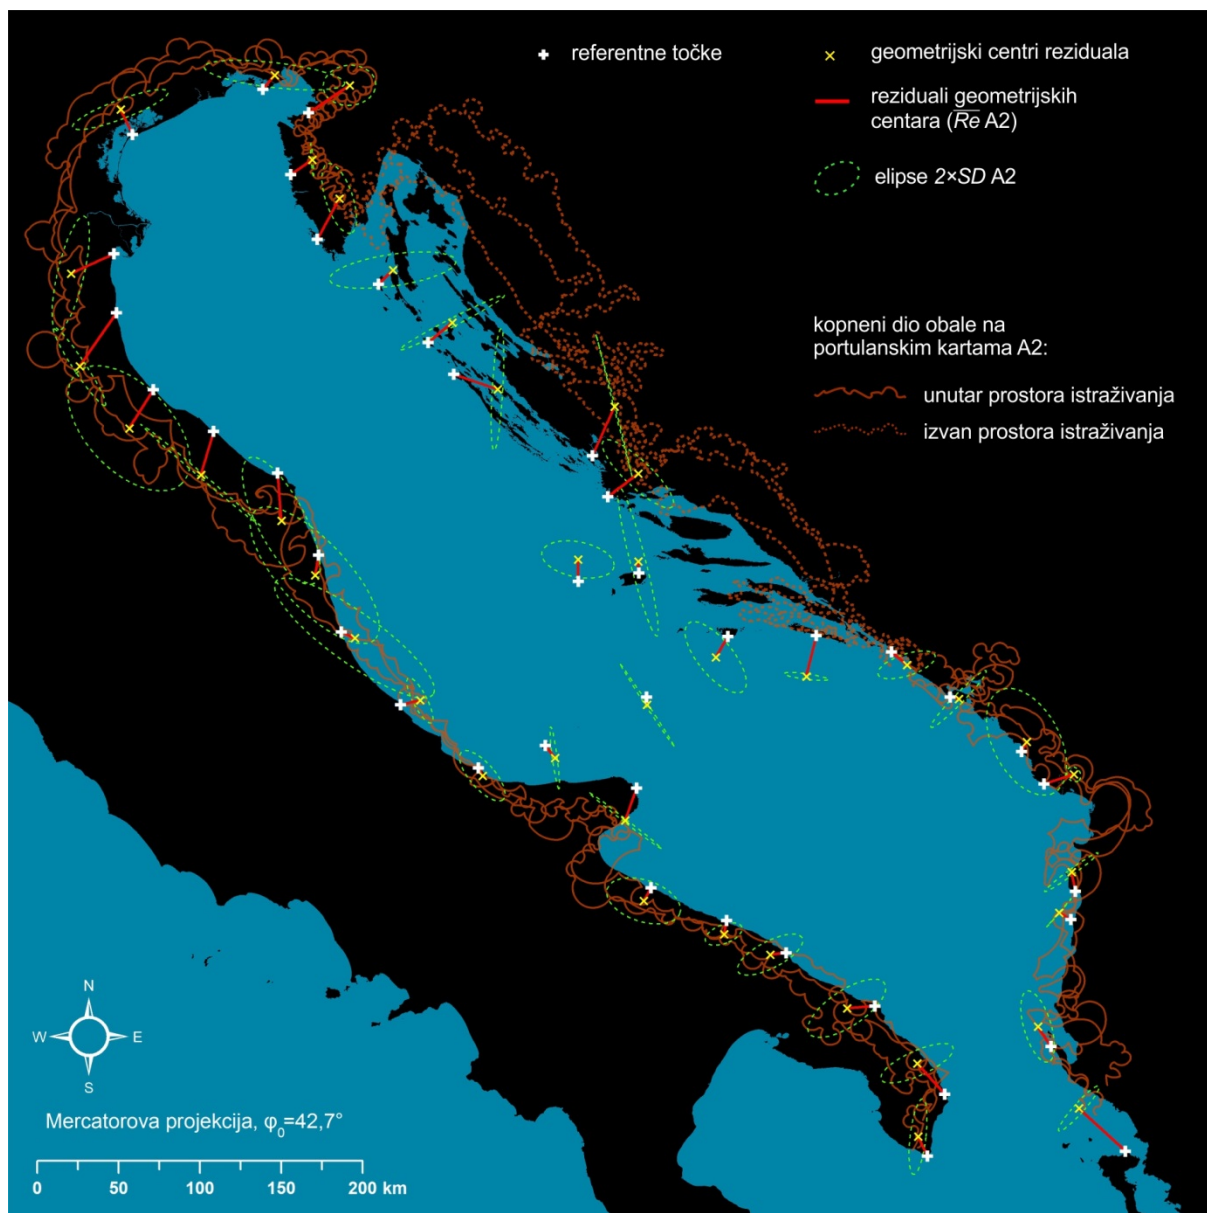 referentne točke
geometrijski centri reziduala
reziduali geometrijskih
centara (R̅e̅ A2)
elipse 2×SD A2
kopneni dio obale na
portulanskim kartama A2:
unutar prostora istraživanja
izvan prostora istraživanja
N
W E
S
Mercatorova projekcija, φ₀=42,7°
0 50 100 150 200 km